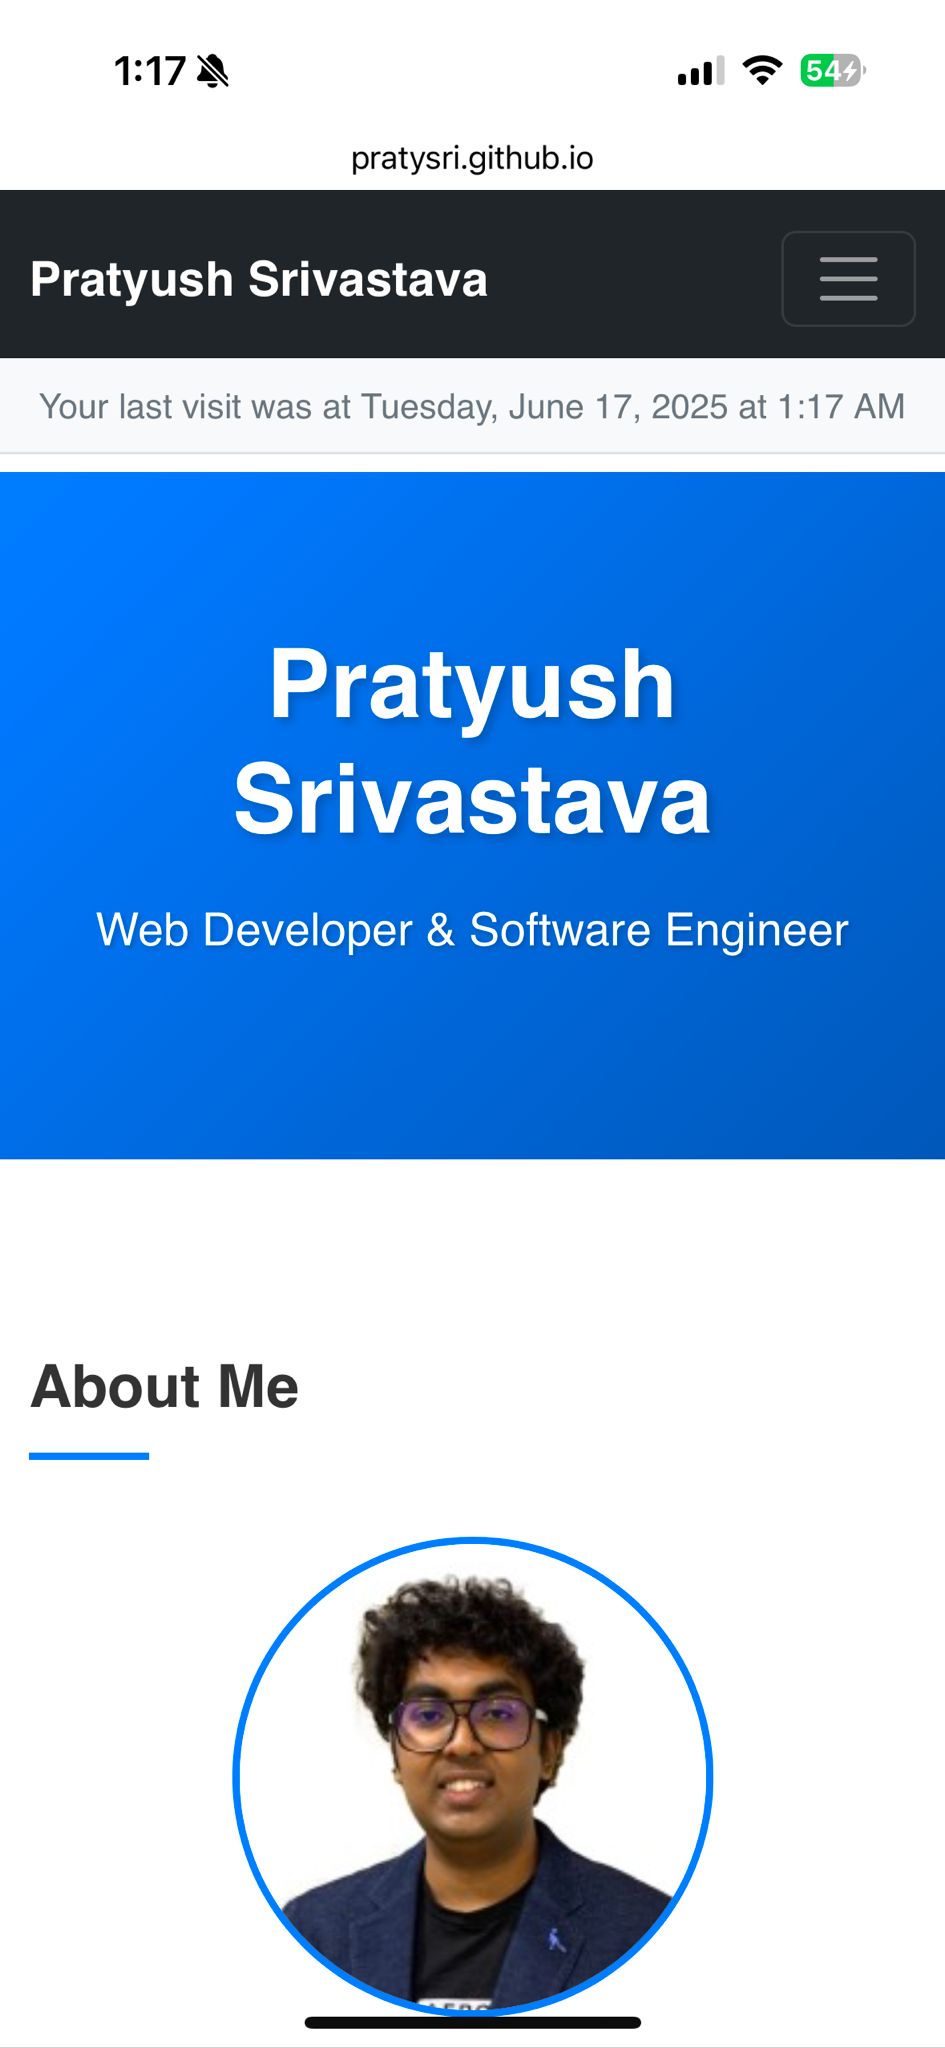 1:17
54
pratysri.github.io
Pratyush Srivastava
Your last visit was at Tuesday, June 17, 2025 at 1:17 AM
Pratyush
Srivastava
Web Developer & Software Engineer
About Me